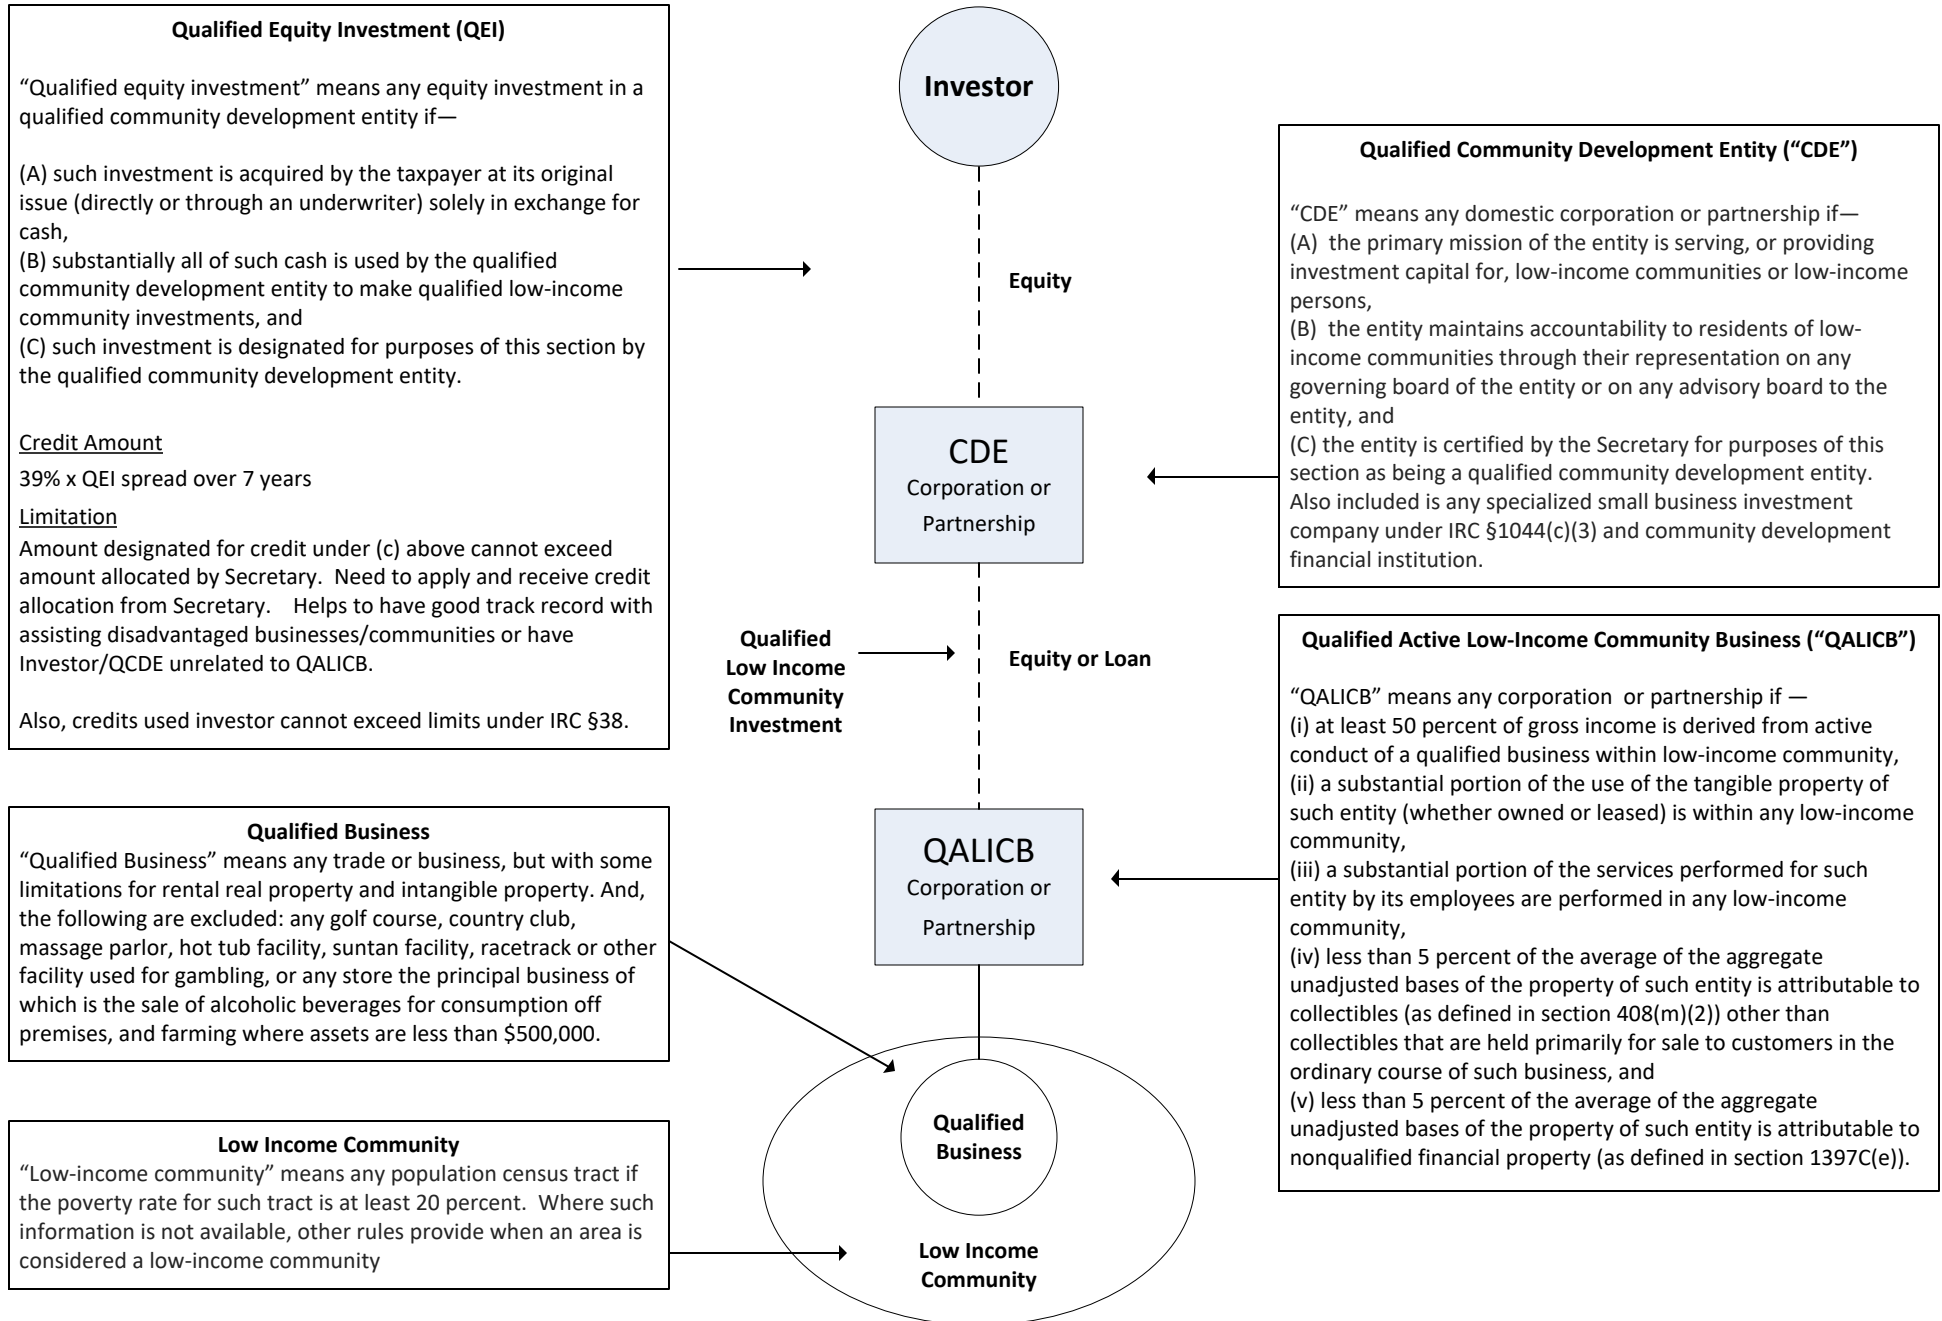 Qualified Equity Investment (QEI)
“Qualified equity investment” means any equity investment in a
qualified community development entity if—
(A) such investment is acquired by the taxpayer at its original
issue (directly or through an underwriter) solely in exchange for
cash,
(B) substantially all of such cash is used by the qualified
community development entity to make qualified low-income
community investments, and
(C) such investment is designated for purposes of this section by
the qualified community development entity.
Credit Amount
39% x QEI spread over 7 years
Limitation
Amount designated for credit under (c) above cannot exceed
amount allocated by Secretary.  Need to apply and receive credit
allocation from Secretary.    Helps to have good track record with
assisting disadvantaged businesses/communities or have
Investor/QCDE unrelated to QALICB.
Also, credits used investor cannot exceed limits under IRC §38.
Qualified Business
“Qualified Business” means any trade or business, but with some
limitations for rental real property and intangible property. And,
the following are excluded: any golf course, country club,
massage parlor, hot tub facility, suntan facility, racetrack or other
facility used for gambling, or any store the principal business of
which is the sale of alcoholic beverages for consumption off
premises, and farming where assets are less than $500,000.
Low Income Community
“Low-income community” means any population census tract if
the poverty rate for such tract is at least 20 percent.  Where such
information is not available, other rules provide when an area is
considered a low-income community
Investor
Equity
CDE
Corporation or
Partnership
Qualified
Low Income
Community
Investment
Equity or Loan
QALICB
Corporation or
Partnership
Qualified
Business
Low Income
Community
Qualified Community Development Entity (“CDE”)
“CDE” means any domestic corporation or partnership if—
(A)  the primary mission of the entity is serving, or providing
investment capital for, low-income communities or low-income
persons,
(B)  the entity maintains accountability to residents of low-
income communities through their representation on any
governing board of the entity or on any advisory board to the
entity, and
(C) the entity is certified by the Secretary for purposes of this
section as being a qualified community development entity.
Also included is any specialized small business investment
company under IRC §1044(c)(3) and community development
financial institution.
Qualified Active Low-Income Community Business (“QALICB”)
“QALICB” means any corporation  or partnership if —
(i) at least 50 percent of gross income is derived from active
conduct of a qualified business within low-income community,
(ii) a substantial portion of the use of the tangible property of
such entity (whether owned or leased) is within any low-income
community,
(iii) a substantial portion of the services performed for such
entity by its employees are performed in any low-income
community,
(iv) less than 5 percent of the average of the aggregate
unadjusted bases of the property of such entity is attributable to
collectibles (as defined in section 408(m)(2)) other than
collectibles that are held primarily for sale to customers in the
ordinary course of such business, and
(v) less than 5 percent of the average of the aggregate
unadjusted bases of the property of such entity is attributable to
nonqualified financial property (as defined in section 1397C(e)).